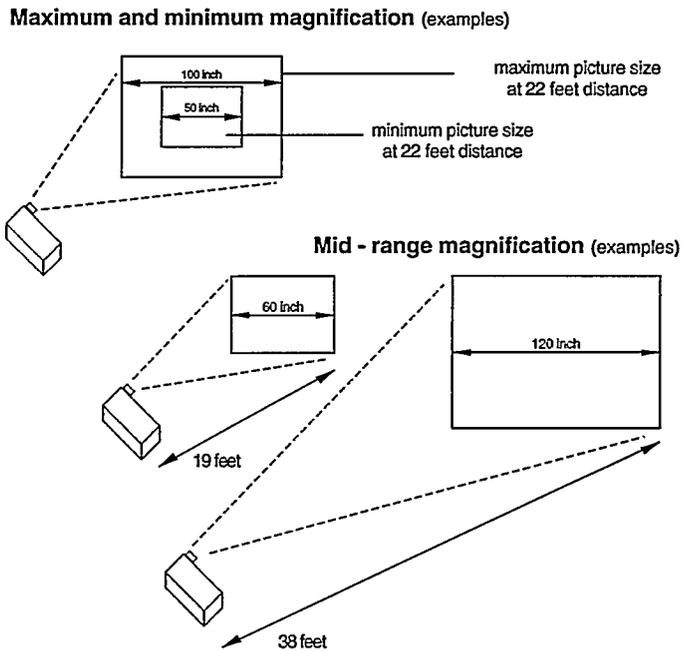 Maximum and minimum magnification (examples)
100 inch
maximum picture size
at 22 feet distance
50 inch
minimum picture size
at 22 feet distance
Mid - range magnification (examples)
60 inch
120 inch
19 feet
38 feet